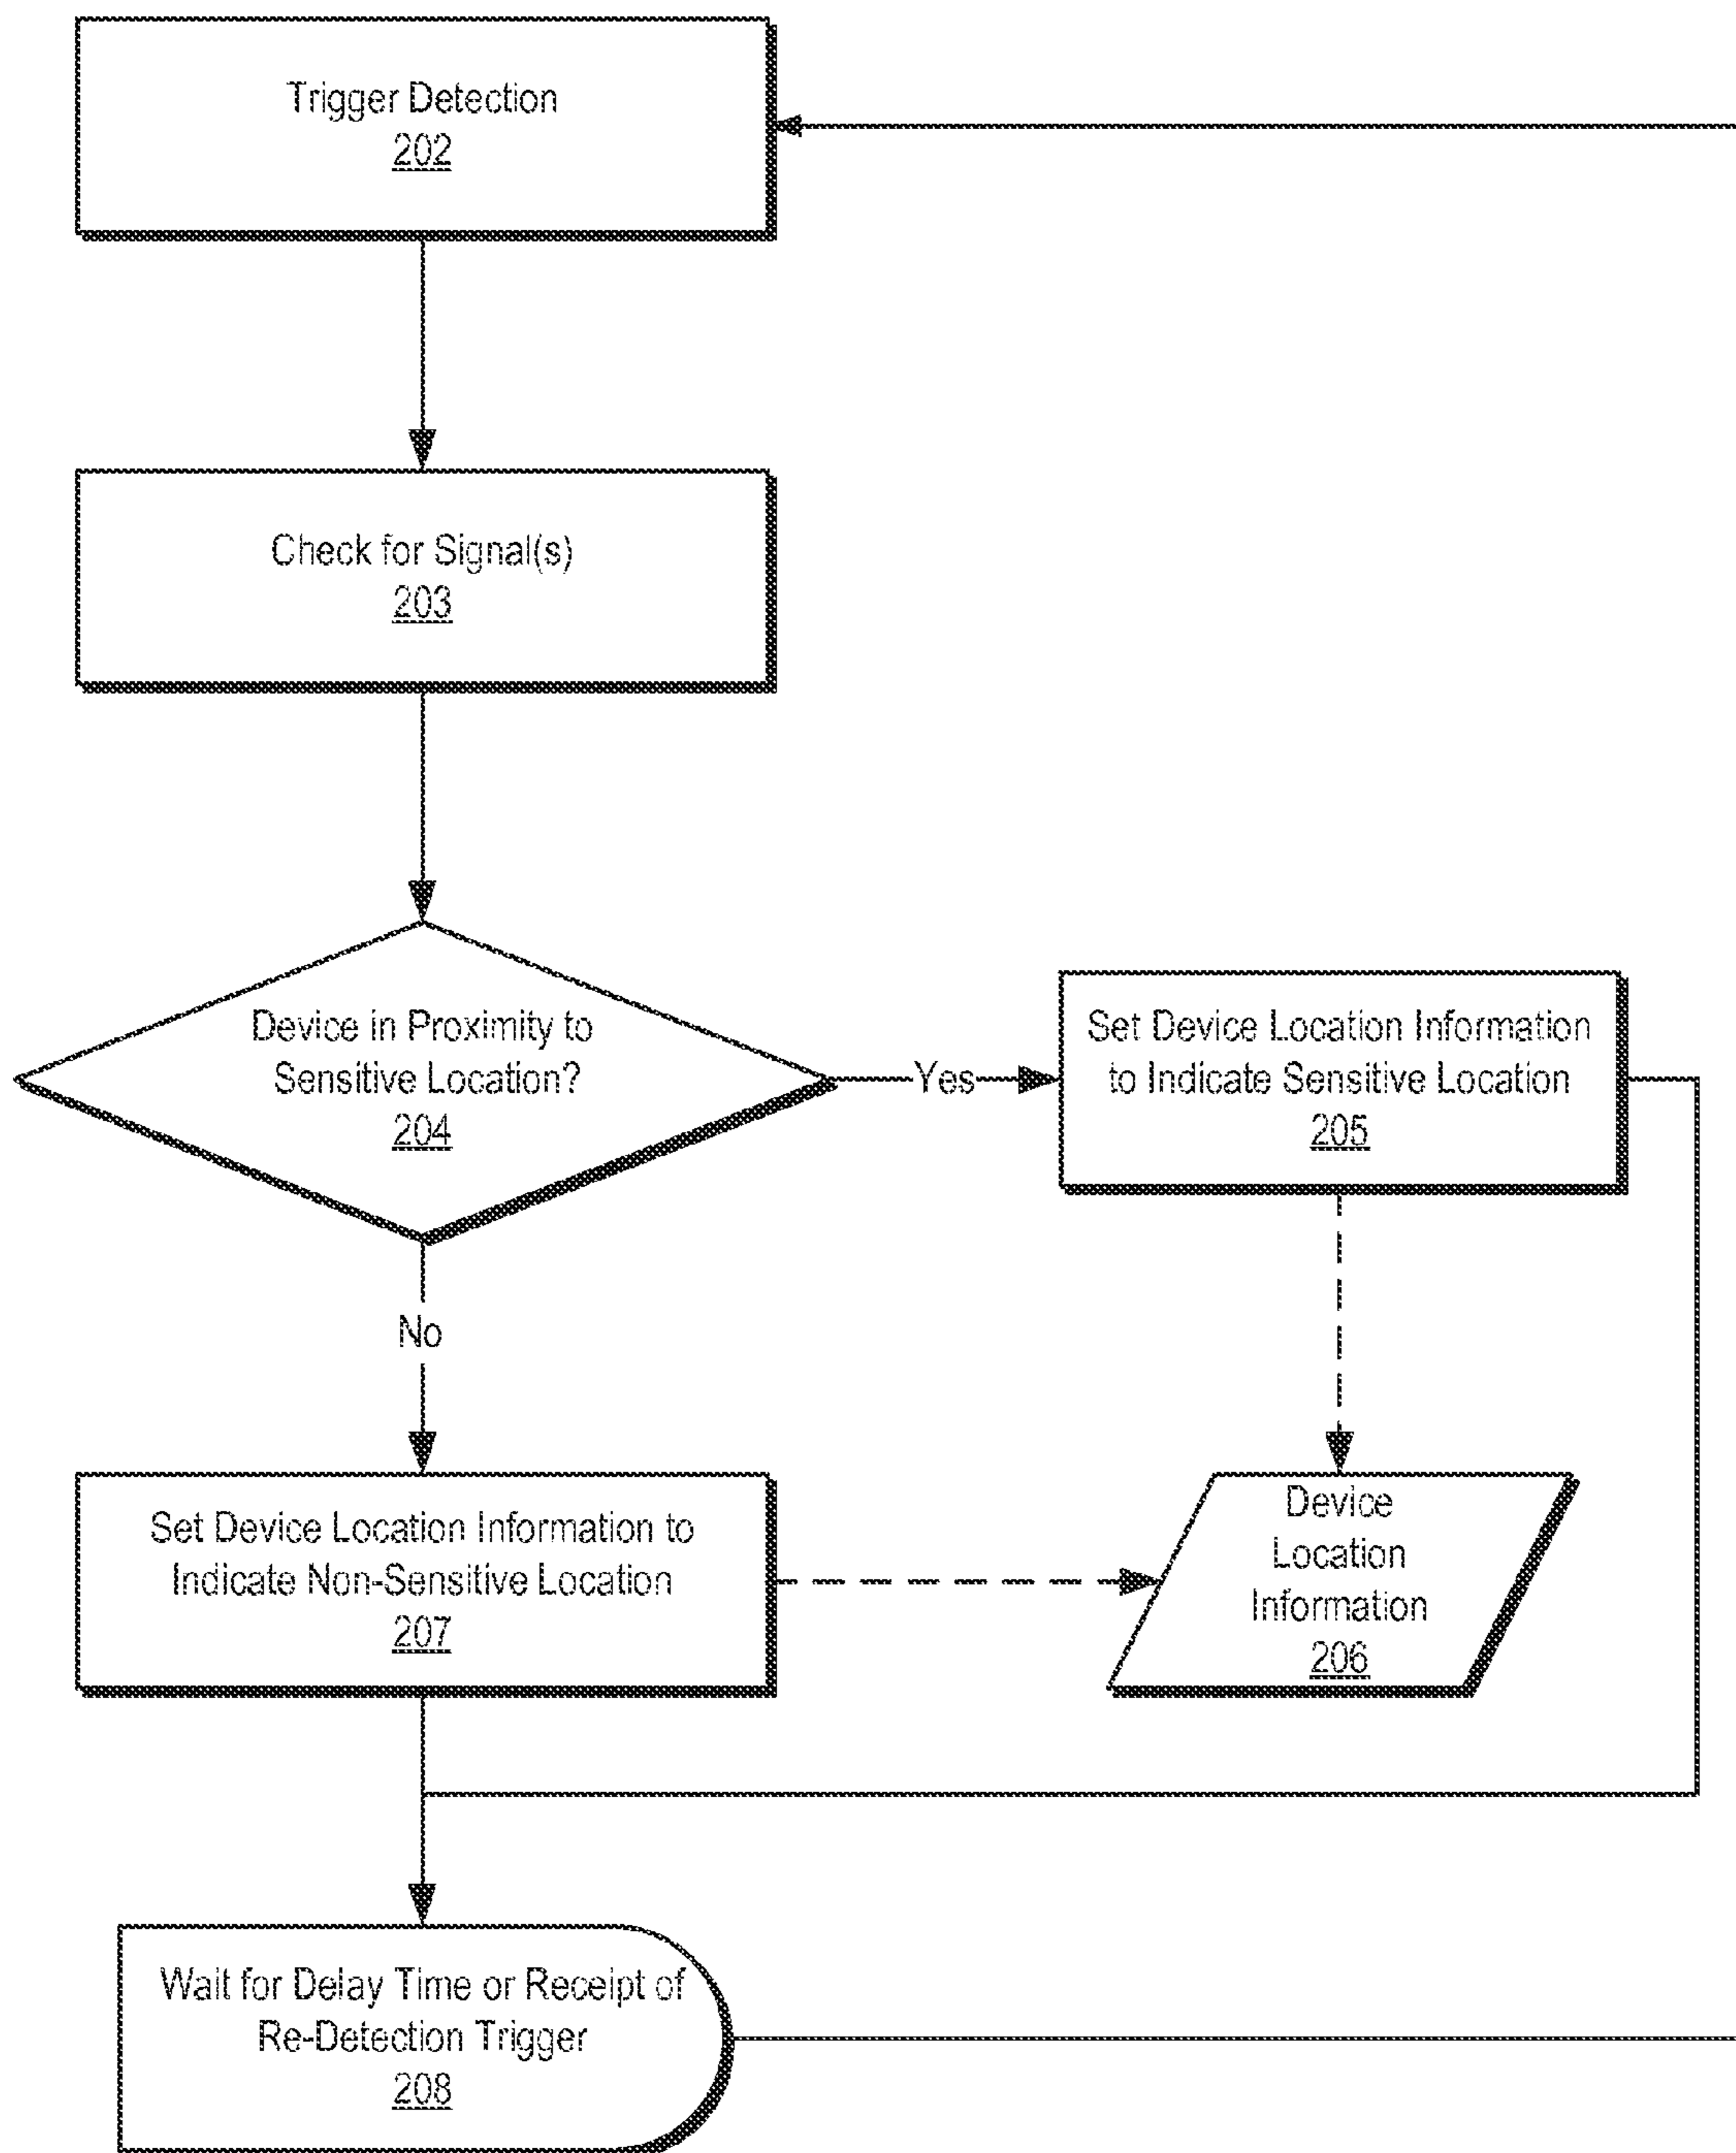 Trigger Detection
202
Check for Signal(s)
203
Device in Proximity to
Sensitive Location?
204
Yes
Set Device Location Information
to Indicate Sensitive Location
205
No
Set Device Location Information to
Indicate Non-Sensitive Location
207
Device
Location
Information
206
Wait for Delay Time or Receipt of
Re-Detection Trigger
208